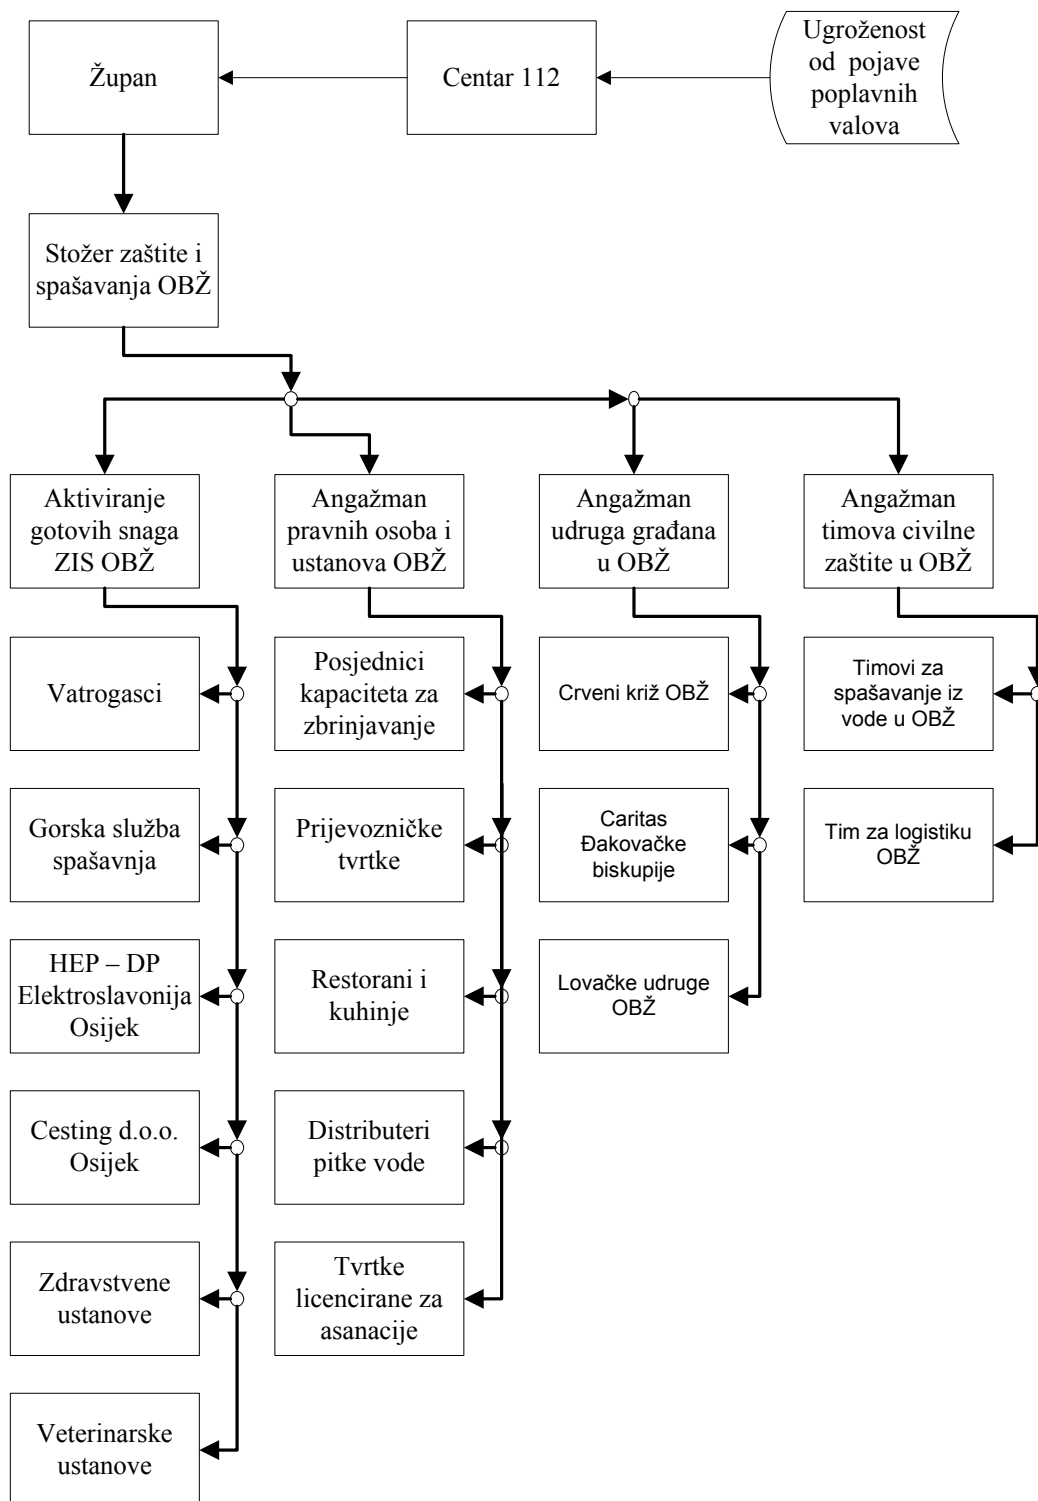 Župan
Centar 112
Ugroženost
od pojave
poplavnih
valova
Stožer zaštite i
spašavanja OBŽ
Aktiviranje
gotovih snaga
ZIS OBŽ
Angažman
pravnih osoba i
ustanova OBŽ
Angažman
udruga građana
u OBŽ
Angažman
timova civilne
zaštite u OBŽ
Vatrogasci
Posjednici
kapaciteta za
zbrinjavanje
Crveni križ OBŽ
Timovi za
spašavanje iz
vode u OBŽ
Gorska služba
spašavnja
Prijevozničke
tvrtke
Caritas
Đakovačke
biskupije
Tim za logistiku
OBŽ
HEP – DP
Elektroslavonija
Osijek
Restorani i
kuhinje
Lovačke udruge
OBŽ
Cesting d.o.o.
Osijek
Distributeri
pitke vode
Zdravstvene
ustanove
Tvrtke
licencirane za
asanacije
Veterinarske
ustanove